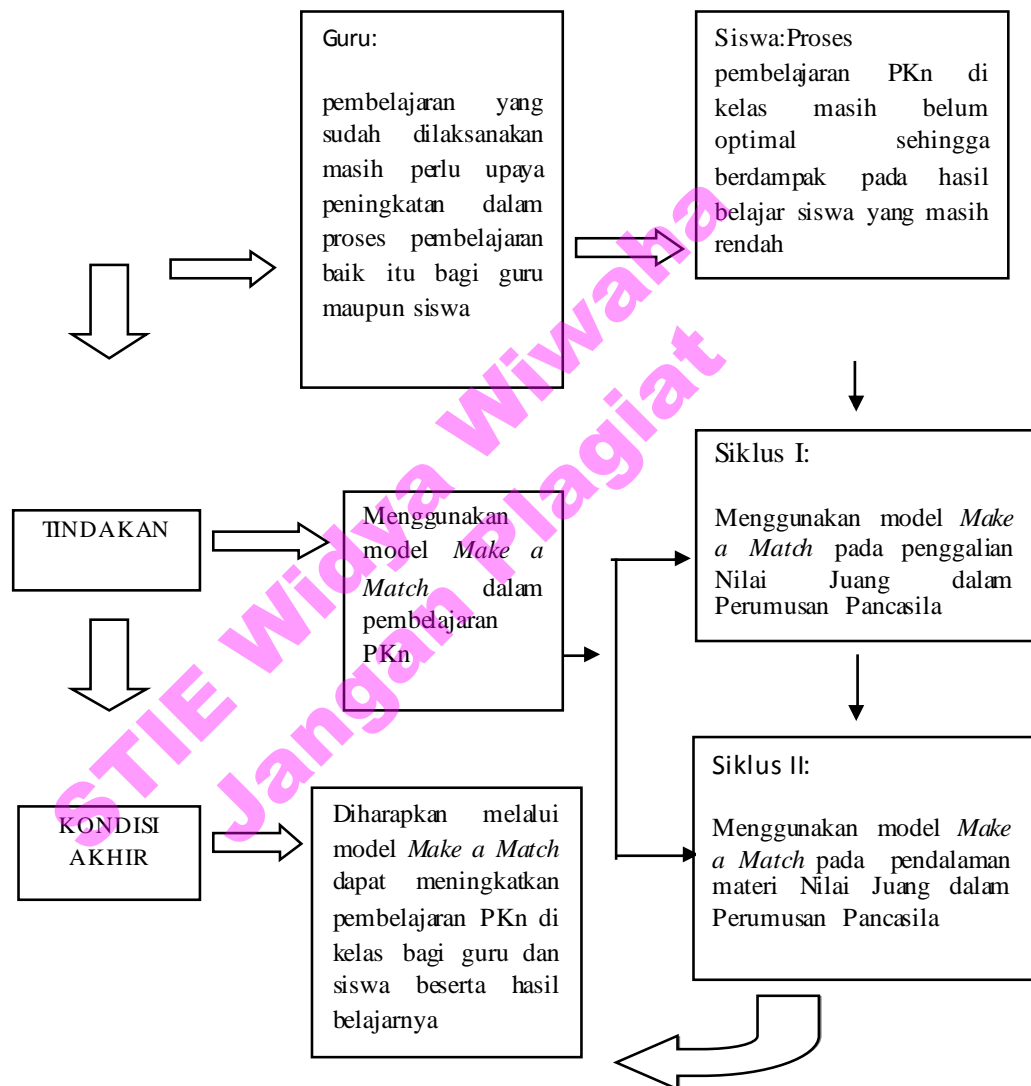 Guru:
pembelajaran yang
sudah dilaksanakan
masih perlu upaya
peningkatan dalam
proses pembelajaran
baik itu bagi guru
maupun siswa
Siswa:Proses
pembelajaran PKn di
kelas masih belum
optimal sehingga
berdampak pada hasil
belajar siswa yang masih
rendah
TINDAKAN
Menggunakan
model Make a
Match dalam
pembelajaran
PKn
Siklus I:
Menggunakan model Make
a Match pada penggalian
Nilai Juang dalam
Perumusan Pancasila
Siklus II:
Menggunakan model Make
a Match pada pendalaman
materi Nilai Juang dalam
Perumusan Pancasila
KONDISI
AKHIR
Diharapkan melalui
model Make a Match
dapat meningkatkan
pembelajaran PKn di
kelas bagi guru dan
siswa beserta hasil
belajarnya
STIE Widya Wiwaha
Jangan Plagiat